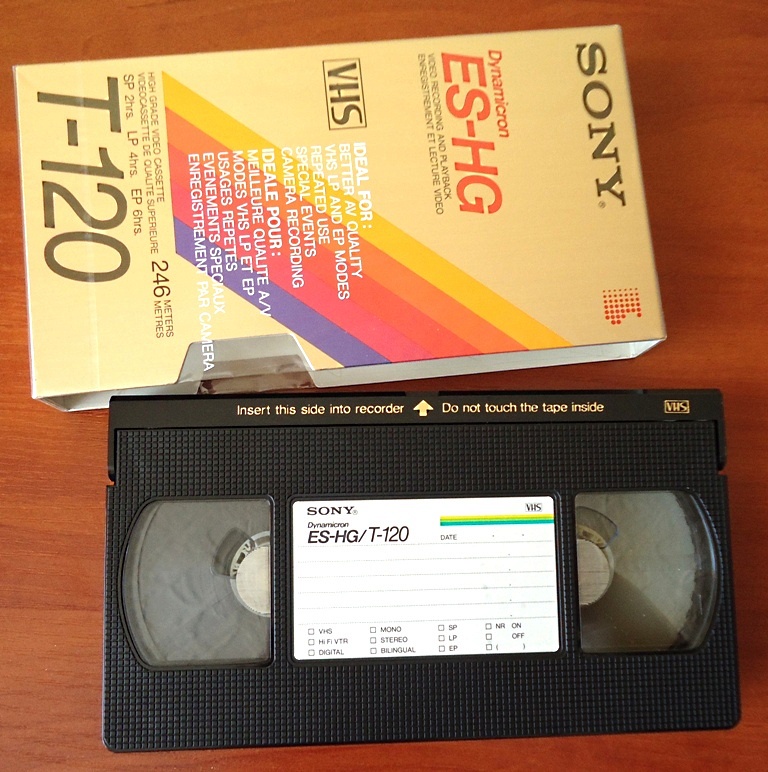 SONY®
Dynamicron
ES-HG
VIDEO RECORDING AND PLAYBACK
ENREGISTREMENT ET LECTURE VIDEO
VHS
IDEAL FOR:
BETTER AV QUALITY
VHS LP AND EP MODES
REPEATED USE
SPECIAL EVENTS
CAMERA RECORDING
IDEALE POUR:
MEILLEURE QUALITE A/V
MODES VHS LP ET EP
USAGES REPETES
EVENEMENTS SPECIAUX
ENREGISTREMENT PAR CAMERA
HIGH GRADE VIDEO CASSETTE
VIDEOCASSETTE DE QUALITE SUPERIEURE
246 METERS
METRES
SP 2hrs. LP 4hrs. EP 6hrs.
T-120
Insert this side into recorder Do not touch the tape inside VHS
SONY® VHS
Dynamicron
ES-HG/T-120 DATE
VHS MONO SP NR ON
Hi Fi VTR STEREO LP OFF
DIGITAL BILINGUAL EP ( )